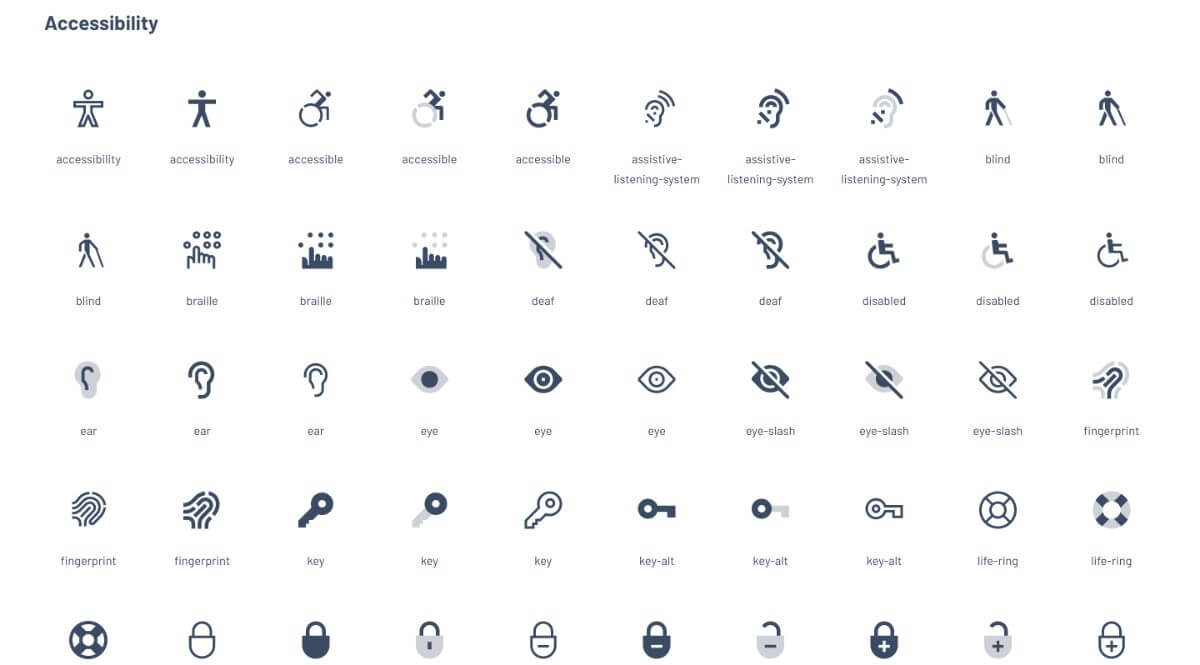 Accessibility
accessibility accessibility accessible accessible accessible assistive- assistive- assistive- blind blind
listening-system listening-system listening-system
blind braille braille braille deaf deaf deaf disabled disabled disabled
ear ear ear eye eye eye eye-slash eye-slash eye-slash fingerprint
fingerprint fingerprint key key key key-alt key-alt key-alt life-ring life-ring